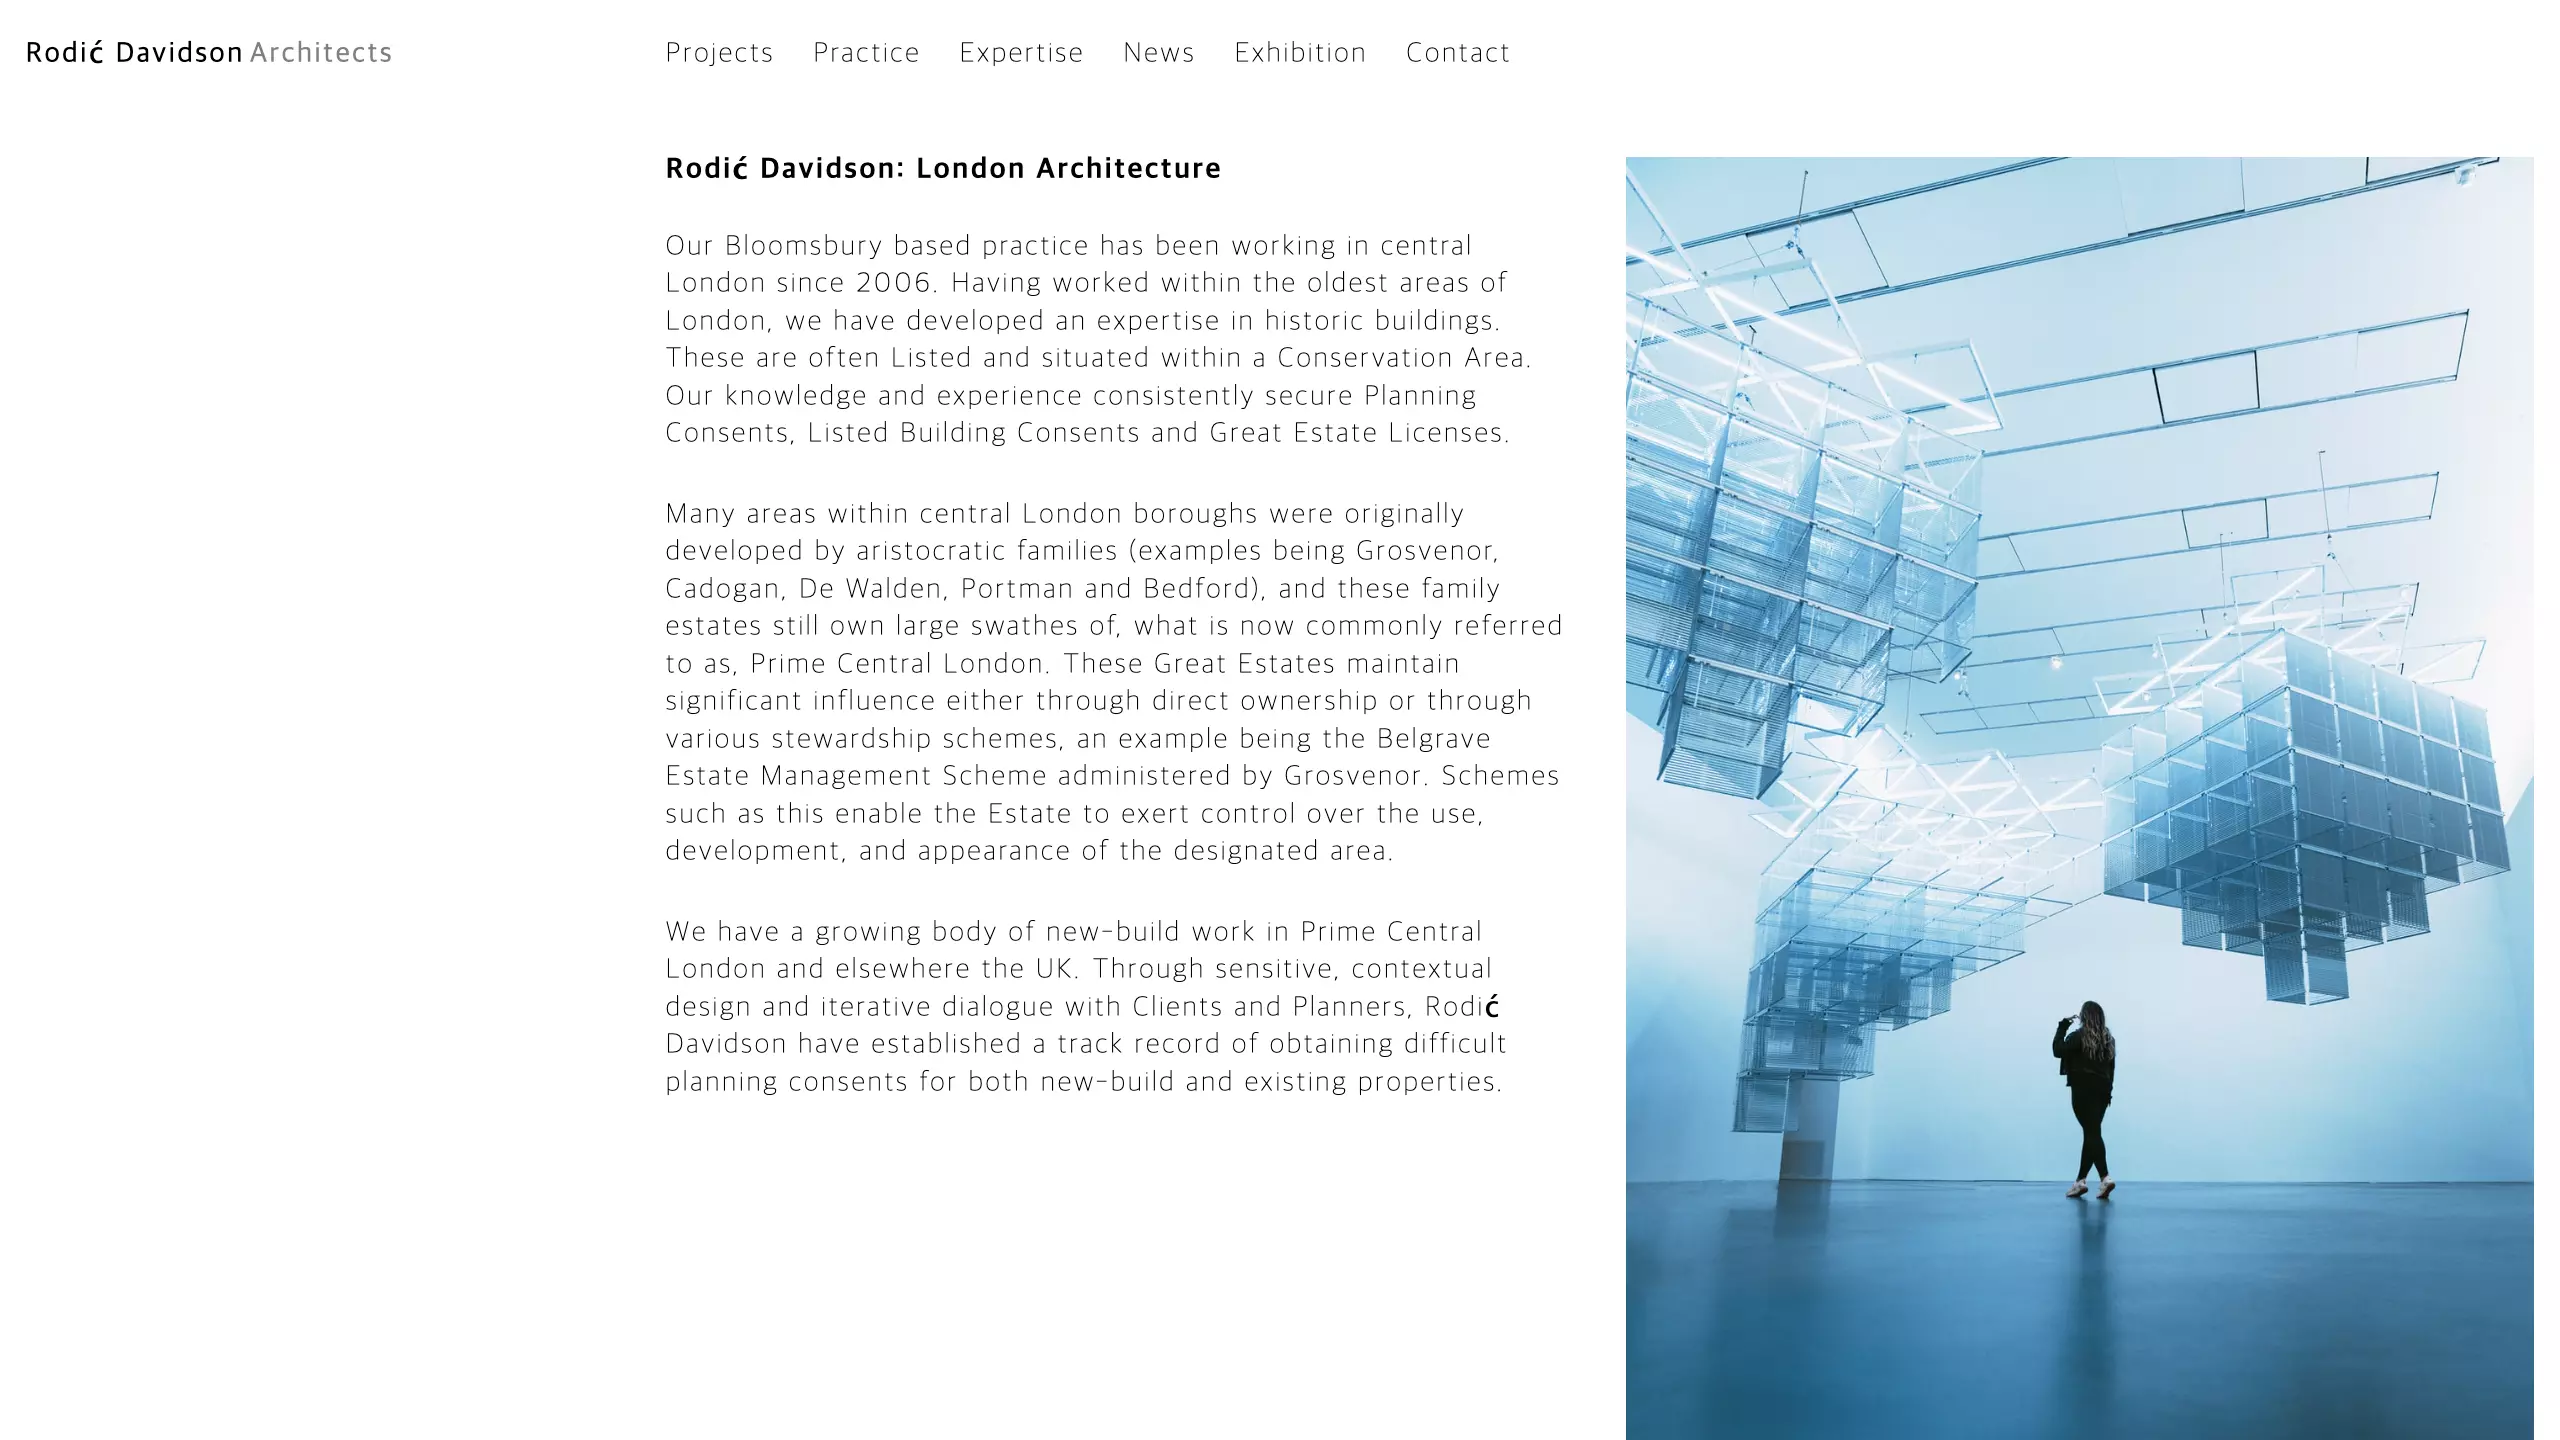 Rodić Davidson Architects
Projects Practice Expertise News Exhibition Contact
Rodić Davidson: London Architecture
Our Bloomsbury based practice has been working in central
London since 2006. Having worked within the oldest areas of
London, we have developed an expertise in historic buildings.
These are often Listed and situated within a Conservation Area.
Our knowledge and experience consistently secure Planning
Consents, Listed Building Consents and Great Estate Licenses.
Many areas within central London boroughs were originally
developed by aristocratic families (examples being Grosvenor,
Cadogan, De Walden, Portman and Bedford), and these family
estates still own large swathes of, what is now commonly referred
to as, Prime Central London. These Great Estates maintain
significant influence either through direct ownership or through
various stewardship schemes, an example being the Belgrave
Estate Management Scheme administered by Grosvenor. Schemes
such as this enable the Estate to exert control over the use,
development, and appearance of the designated area.
We have a growing body of new-build work in Prime Central
London and elsewhere the UK. Through sensitive, contextual
design and iterative dialogue with Clients and Planners, Rodić
Davidson have established a track record of obtaining difficult
planning consents for both new-build and existing properties.